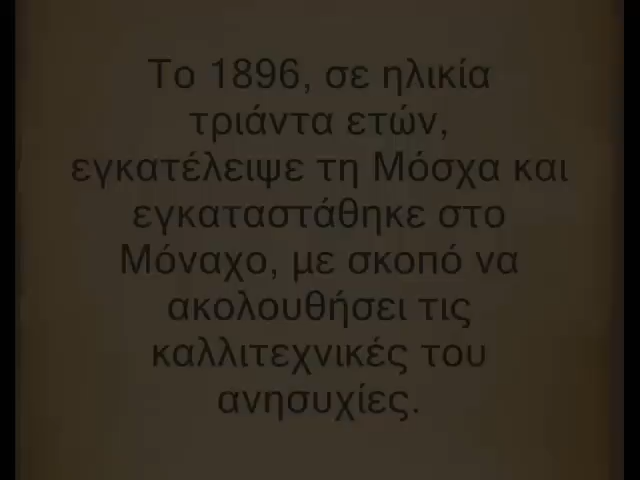 Το 1896, σε ηλικία
τριάντα ετών,
εγκατέλειψε τη Μόσχα και
εγκαταστάθηκε στο
Μόναχο, με σκοπό να
ακολουθήσει τις
καλλιτεχνικές του
ανησυχίες.